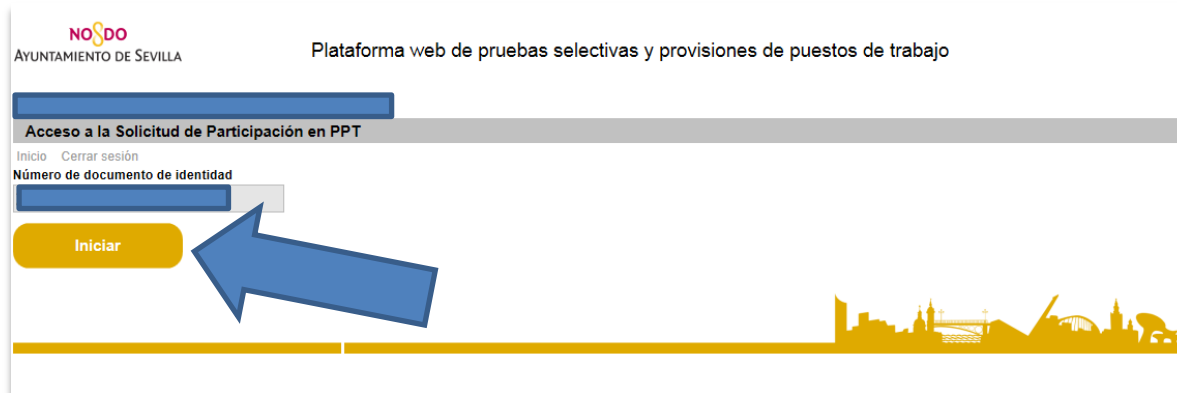 NO8DO
AYUNTAMIENTO DE SEVILLA
Plataforma web de pruebas selectivas y provisiones de puestos de trabajo
Acceso a la Solicitud de Participación en PPT
Inicio Cerrar sesión
Número de documento de identidad
Iniciar